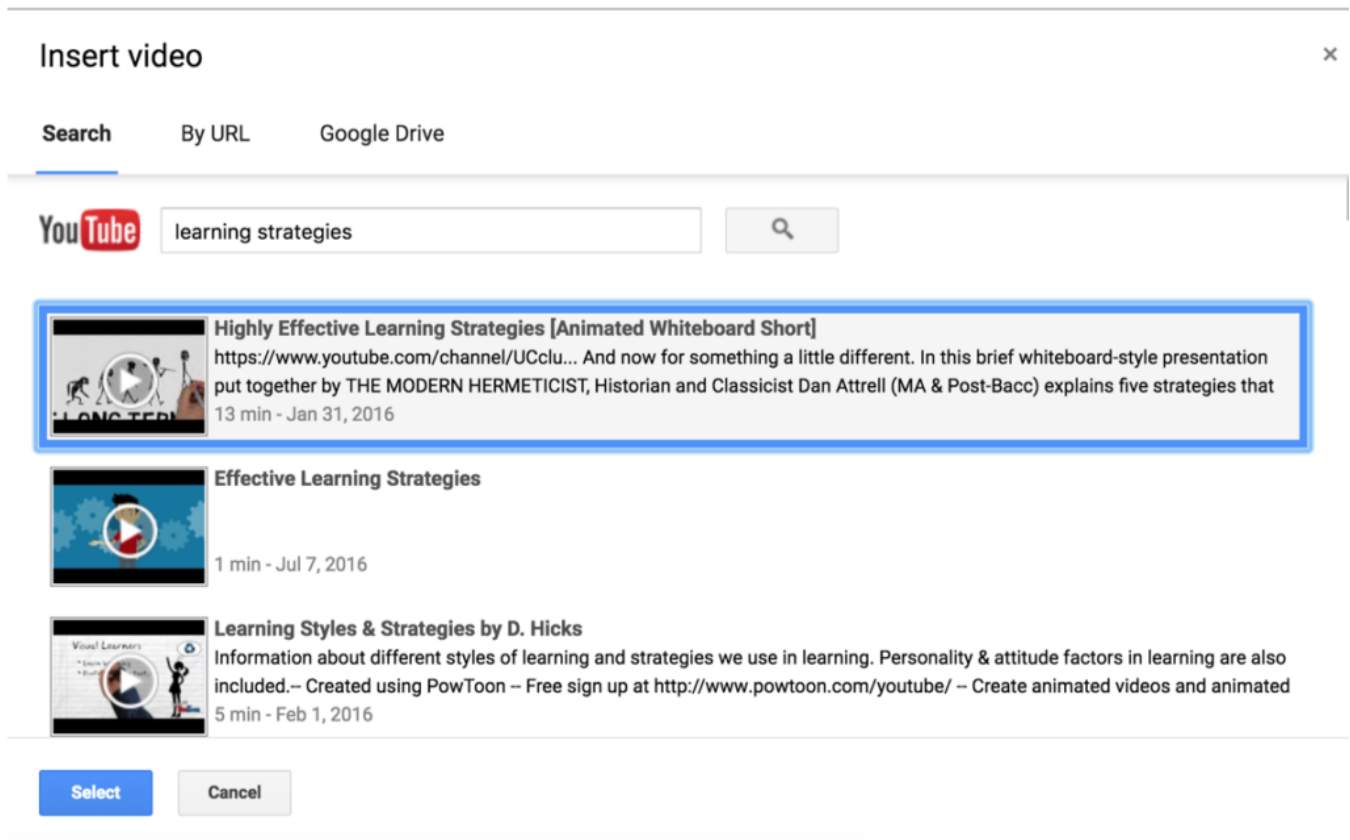 Insert video
×
Search By URL Google Drive
YouTube learning strategies
Highly Effective Learning Strategies [Animated Whiteboard Short]
https://www.youtube.com/channel/UCclu... And now for something a little different. In this brief whiteboard-style presentation
put together by THE MODERN HERMETICIST, Historian and Classicist Dan Attrell (MA & Post-Bacc) explains five strategies that
13 min - Jan 31, 2016
LONG TERM
Effective Learning Strategies
1 min - Jul 7, 2016
Learning Styles & Strategies by D. Hicks
Visual Learners
Information about different styles of learning and strategies we use in learning. Personality & attitude factors in learning are also
included.-- Created using PowToon -- Free sign up at http://www.powtoon.com/youtube/ -- Create animated videos and animated
5 min - Feb 1, 2016
Select Cancel